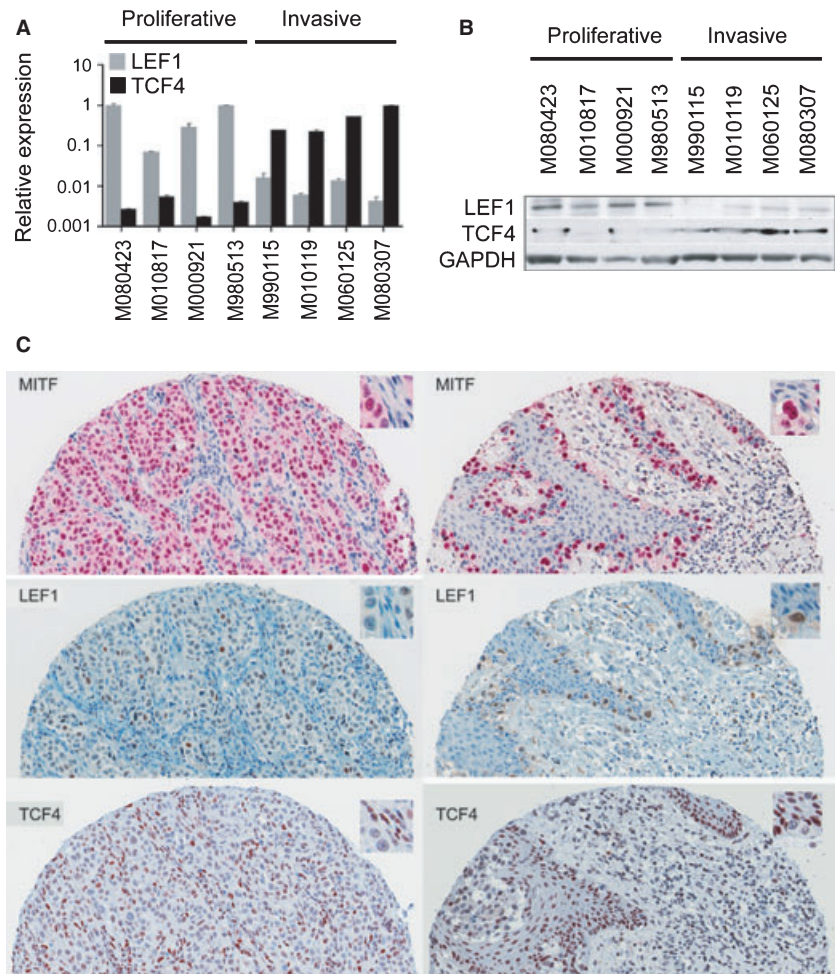 A
Proliferative Invasive
LEF1
TCF4
Relative expression
10
1
0.1
0.01
0.001
M080423
M010817
M000921
M980513
M990115
M010119
M060125
M080307
B
Proliferative Invasive
M080423
M010817
M000921
M980513
M990115
M010119
M060125
M080307
LEF1
TCF4
GAPDH
C
MITF
MITF
LEF1
LEF1
TCF4
TCF4